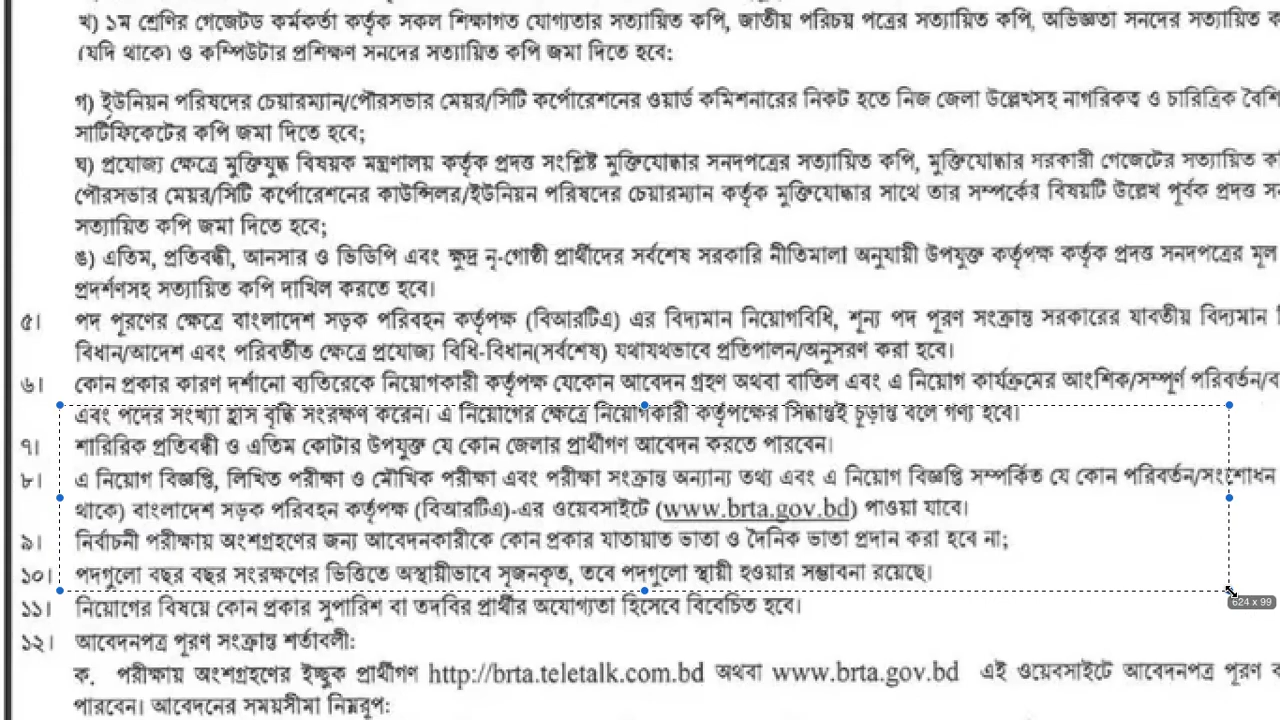 খ) ১ম শ্রেণির গেজেটড কর্মকর্তা কর্তৃক সকল শিক্ষাগত যোগ্যতার সত্যায়িত কপি, জাতীয় পরিচয় পত্রের সত্যায়িত কপি, অভিজ্ঞতা সনদের সত্যায়িত
(যদি থাকে) ও কম্পিউটার প্রশিক্ষণ সনদের সত্যায়িত কপি জমা দিতে হবে:
গ) ইউনিয়ন পরিষদের চেয়ারম্যান/পৌরসভার মেয়র/সিটি কর্পোরেশনের ওয়ার্ড কমিশনারের নিকট হতে নিজ জেলা উল্লেখসহ নাগরিকত্ব ও চারিত্রিক
সার্টিফিকেটের কপি জমা দিতে হবে;
ঘ) প্রযোজ্য ক্ষেত্রে মুক্তিযুদ্ধ বিষয়ক মন্ত্রণালয় কর্তৃক প্রদত্ত সংশ্লিষ্ট মুক্তিযোদ্ধার সনদপত্রের সত্যায়িত কপি, মুক্তিযোদ্ধার সরকারী গেজেটের সত্যায়িত
পৌরসভার মেয়র/সিটি কর্পোরেশনের কাউন্সিলর/ইউনিয়ন পরিষদের চেয়ারম্যান কর্তৃক মুক্তিযোদ্ধার সাথে তার সম্পর্কের বিষয়টি উল্লেখ পূর্বক প্রদত্ত
সত্যায়িত কপি জমা দিতে হবে;
ঙ) এতিম, প্রতিবন্ধী, আনসার ও ভিডিপি এবং ক্ষুদ্র নৃ-গোষ্ঠী প্রার্থীদের সর্বশেষ সরকারি নীতিমালা অনুযায়ী উপযুক্ত কর্তৃপক্ষ কর্তৃক প্রদত্ত সনদপত্রের মূল
প্রদর্শণসহ সত্যায়িত কপি দাখিল করতে হবে।
৫। পদ পূরণের ক্ষেত্রে বাংলাদেশ সড়ক পরিবহন কর্তৃপক্ষ (বিআরটিএ) এর বিদ্যমান নিয়োগবিধি, শূন্য পদ পূরণ সংক্রান্ত সরকারের যাবতীয় বিদ্যমান
বিধান/আদেশ এবং পরিবর্তীত ক্ষেত্রে প্রযোজ্য বিধি-বিধান(সর্বশেষ) যথাযথভাবে প্রতিপালন/অনুসরণ করা হবে।
৬। কোন প্রকার কারণ দর্শানো ব্যতিরেকে নিয়োগকারী কর্তৃপক্ষ যেকোন আবেদন গ্রহণ অথবা বাতিল এবং এ নিয়োগ কার্যক্রমের আংশিক/সম্পূর্ণ পরিবর্তন/
এবং পদের সংখ্যা হ্রাস বৃদ্ধি সংরক্ষণ করেন। এ নিয়োগের ক্ষেত্রে নিয়োগকারী কর্তৃপক্ষের সিদ্ধান্তই চূড়ান্ত বলে গণ্য হবে।
৭। শারিরিক প্রতিবন্ধী ও এতিম কোটার উপযুক্ত যে কোন জেলার প্রার্থীগণ আবেদন করতে পারবেন।
৮। এ নিয়োগ বিজ্ঞপ্তি, লিখিত পরীক্ষা ও মৌখিক পরীক্ষা এবং পরীক্ষা সংক্রান্ত অন্যান্য তথ্য এবং এ নিয়োগ বিজ্ঞপ্তি সম্পর্কিত যে কোন পরিবর্তন/সংশোধন
থাকে) বাংলাদেশ সড়ক পরিবহন কর্তৃপক্ষ (বিআরটিএ)-এর ওয়েবসাইটে (www.brta.gov.bd) পাওয়া যাবে।
৯। নির্বাচনী পরীক্ষায় অংশগ্রহণের জন্য আবেদনকারীকে কোন প্রকার যাতায়াত ভাতা ও দৈনিক ভাতা প্রদান করা হবে না;
১০। পদগুলো বছর বছর সংরক্ষণের ভিত্তিতে অস্থায়ীভাবে সৃজনকৃত, তবে পদগুলো স্থায়ী হওয়ার সম্ভাবনা রয়েছে।
624 x 99
১১। নিয়োগের বিষয়ে কোন প্রকার সুপারিশ বা তদবির প্রার্থীর অযোগ্যতা হিসেবে বিবেচিত হবে।
১২। আবেদনপত্র পূরণ সংক্রান্ত শর্তাবলী:
ক. পরীক্ষায় অংশগ্রহণের ইচ্ছুক প্রার্থীগণ http://brta.teletalk.com.bd অথবা www.brta.gov.bd এই ওয়েবসাইটে আবেদনপত্র পূরণ
পারবেন। আবেদনের সময়সীমা নিম্নরূপ: